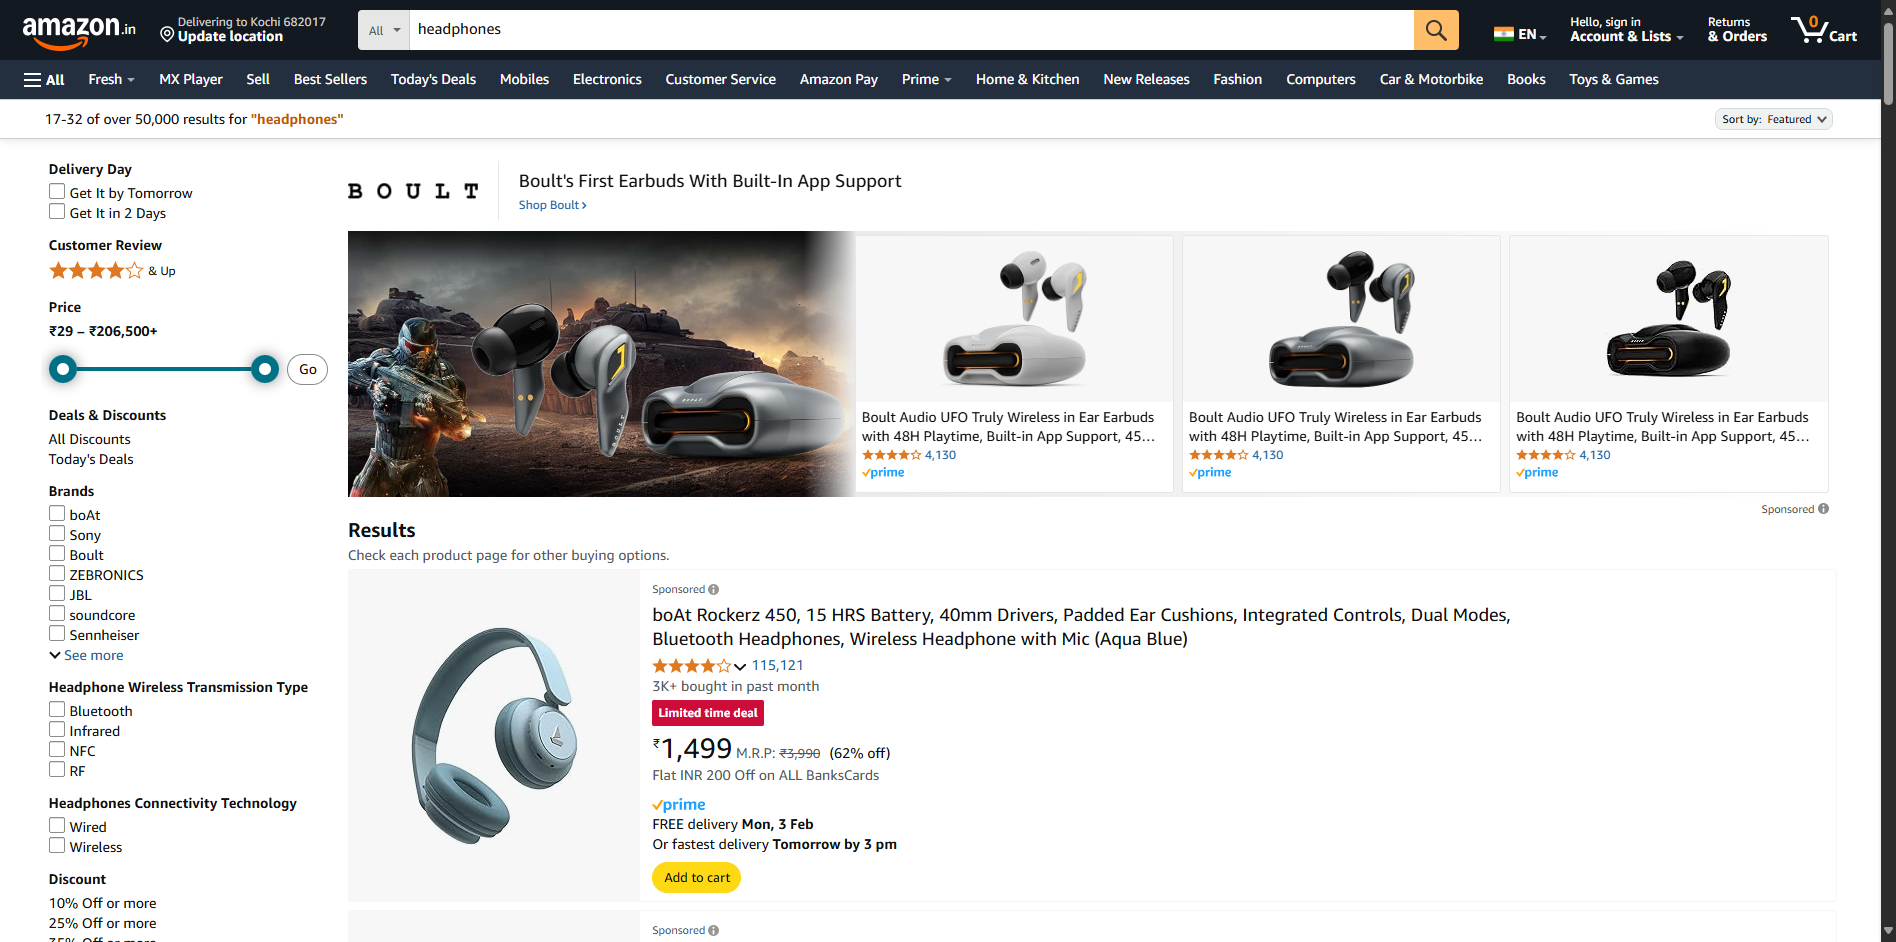 amazon.in
Delivering to Kochi 682017
Update location
All
headphones
EN
Hello, sign in
Account & Lists
Returns
& Orders
0
Cart
All
Fresh
MX Player
Sell
Best Sellers
Today's Deals
Mobiles
Electronics
Customer Service
Amazon Pay
Prime
Home & Kitchen
New Releases
Fashion
Computers
Car & Motorbike
Books
Toys & Games
17-32 of over 50,000 results for "headphones"
Sort by: Featured
Delivery Day
Get It by Tomorrow
Get It in 2 Days
Customer Review
& Up
Price
₹29 – ₹206,500+
Go
Deals & Discounts
All Discounts
Today's Deals
Brands
boAt
Sony
Boult
ZEBRONICS
JBL
soundcore
Sennheiser
See more
Headphone Wireless Transmission Type
Bluetooth
Infrared
NFC
RF
Headphones Connectivity Technology
Wired
Wireless
Discount
10% Off or more
25% Off or more
35% Off or more
BOULT
Boult's First Earbuds With Built-In App Support
Shop Boult ›
BOULT
BOULT
Boult Audio UFO Truly Wireless in Ear Earbuds
with 48H Playtime, Built-in App Support, 45…
4,130
prime
Boult Audio UFO Truly Wireless in Ear Earbuds
with 48H Playtime, Built-in App Support, 45…
4,130
prime
Boult Audio UFO Truly Wireless in Ear Earbuds
with 48H Playtime, Built-in App Support, 45…
4,130
prime
Sponsored
Results
Check each product page for other buying options.
Sponsored
boAt Rockerz 450, 15 HRS Battery, 40mm Drivers, Padded Ear Cushions, Integrated Controls, Dual Modes,
Bluetooth Headphones, Wireless Headphone with Mic (Aqua Blue)
115,121
3K+ bought in past month
Limited time deal
₹1,499 M.R.P: ₹3,990 (62% off)
Flat INR 200 Off on ALL BanksCards
prime
FREE delivery Mon, 3 Feb
Or fastest delivery Tomorrow by 3 pm
Add to cart
Sponsored